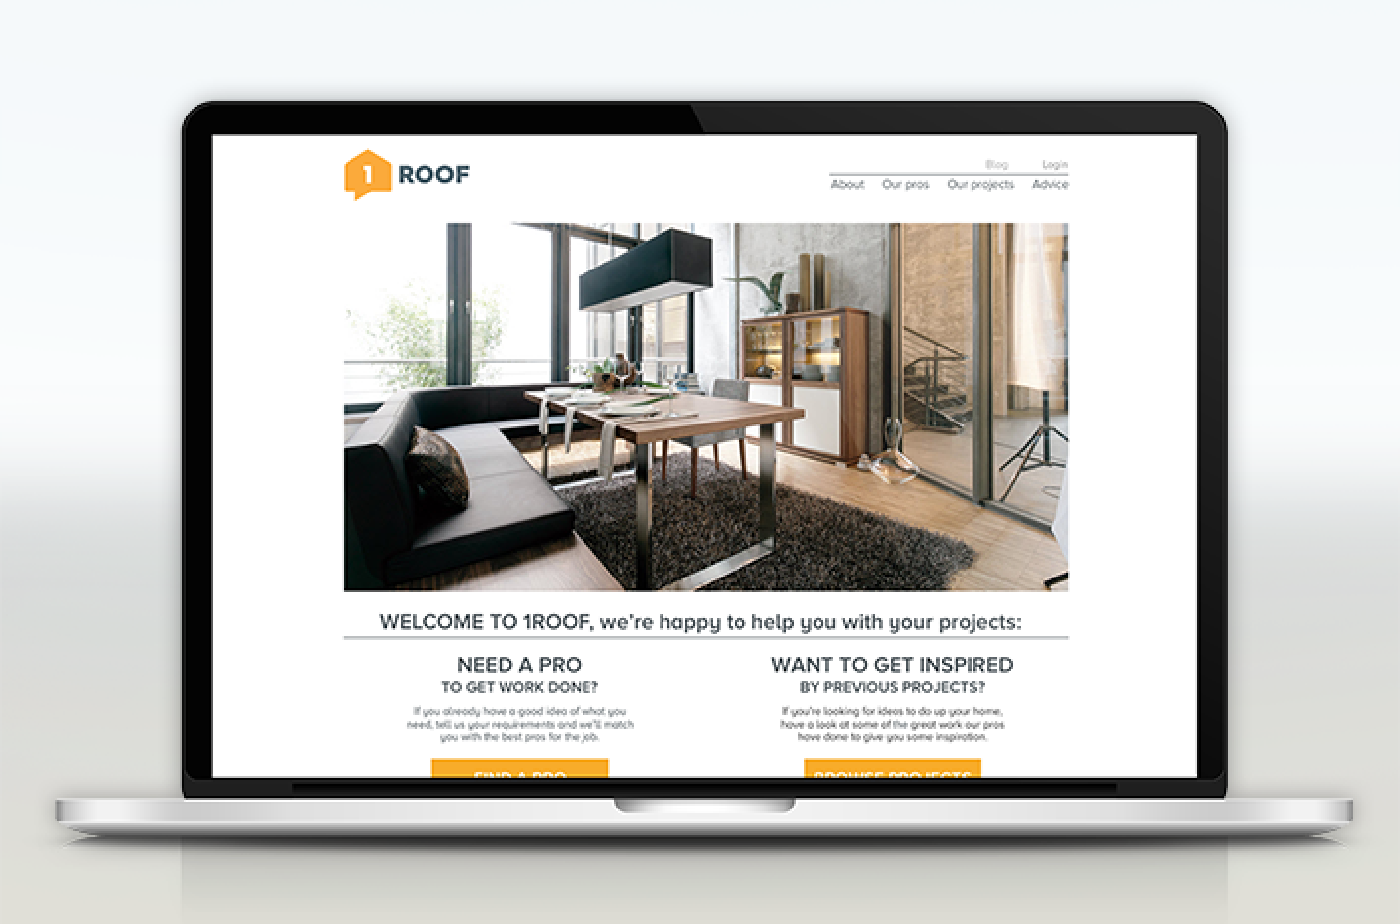 1 ROOF
Blog Login
About Our pros Our projects Advice
WELCOME TO 1ROOF, we're happy to help you with your projects:
NEED A PRO
TO GET WORK DONE?
If you already have a good idea of what you
need, tell us your requirements and we'll match
you with the best pros for the job.
FIND A PRO
WANT TO GET INSPIRED
BY PREVIOUS PROJECTS?
If you're looking for ideas to do up your home,
have a look at some of the great work our pros
have done to give you some inspiration.
BROWSE PROJECTS